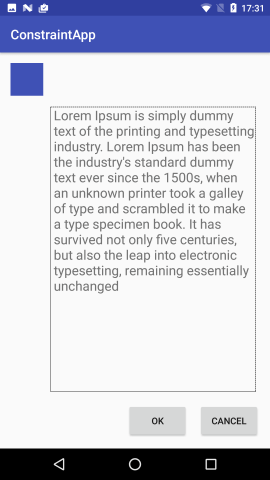 17:31
ConstraintApp
Lorem Ipsum is simply dummy
text of the printing and typesetting
industry. Lorem Ipsum has been
the industry's standard dummy
text ever since the 1500s, when
an unknown printer took a galley
of type and scrambled it to make
a type specimen book. It has
survived not only five centuries,
but also the leap into electronic
typesetting, remaining essentially
unchanged
OK
CANCEL